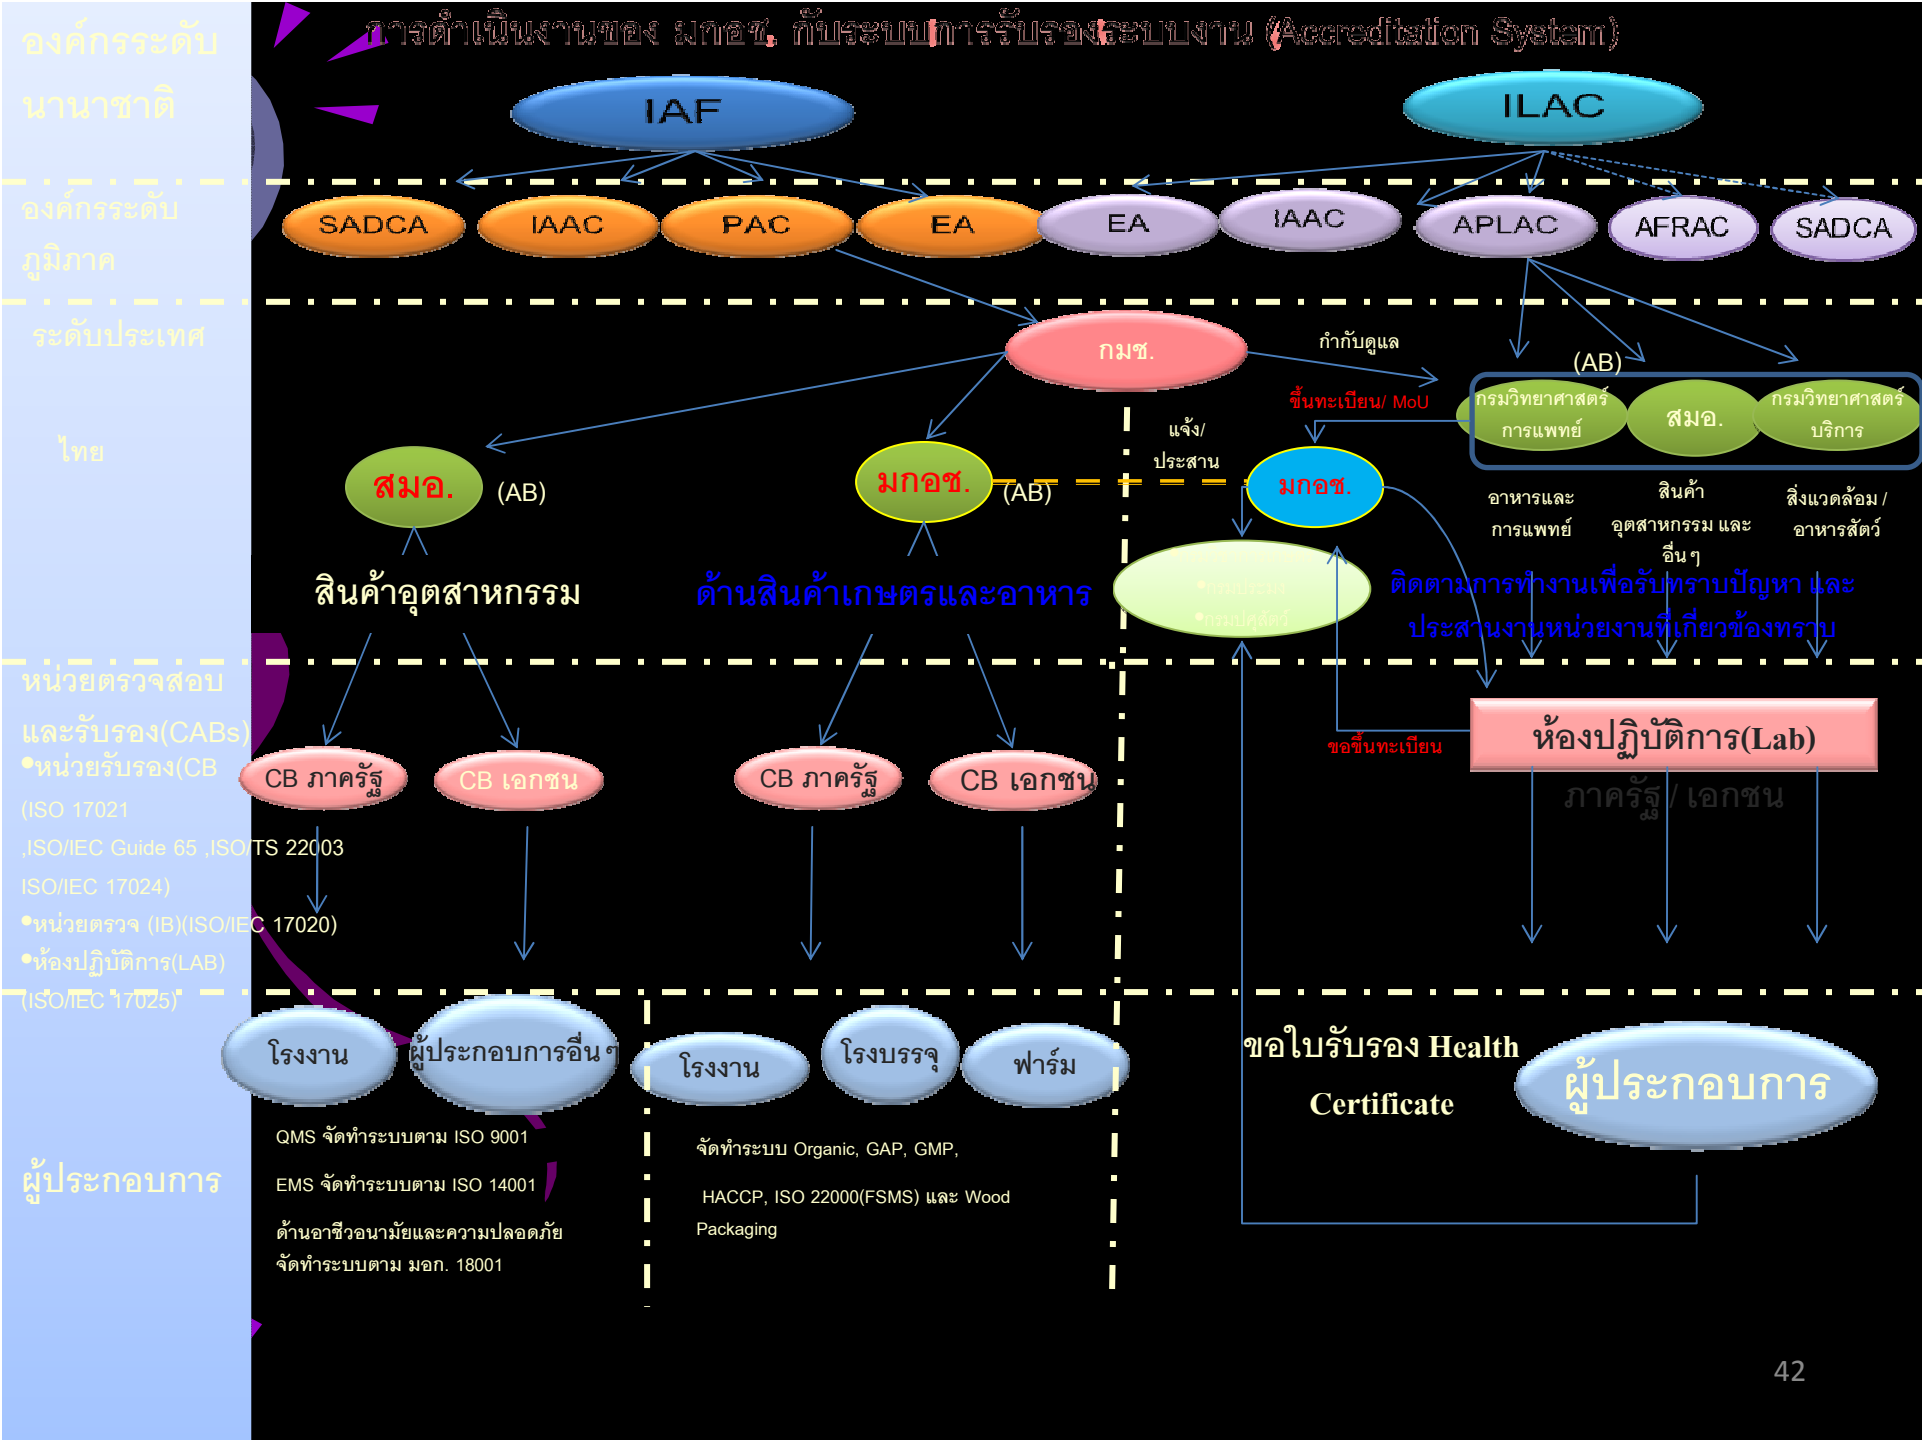 การดำเนินงานของ มกอช. กับระบบการรับรองระบบงาน (Accreditation System)
องค์กรระดับ
นานาชาติ
IAF
ILAC
องค์กรระดับ
ภูมิภาค
SADCA
IAAC
PAC
EA
EA
IAAC
APLAC
AFRAC
SADCA
ระดับประเทศ
ไทย
กมช.
กำกับดูแล
(AB)
ขึ้นทะเบียน/ MoU
กรมวิทยาศาสตร์
การแพทย์
สมอ.
กรมวิทยาศาสตร์
บริการ
แจ้ง/
ประสาน
สมอ.
(AB)
มกอช.
(AB)
มกอช.
อาหารและ
การแพทย์
สินค้า
อุตสาหกรรม และ
อื่น ๆ
สิ่งแวดล้อม /
อาหารสัตว์
สินค้าอุตสาหกรรม
ด้านสินค้าเกษตรและอาหาร
•กรมประมง
•กรมปศุสัตว์
ติดตามการทำงานเพื่อรับทราบปัญหา และ
ประสานงานหน่วยงานที่เกี่ยวข้องทราบ
หน่วยตรวจสอบ
และรับรอง(CABs)
•หน่วยรับรอง(CB
(ISO 17021
,ISO/IEC Guide 65 ,ISO/TS 22003
ISO/IEC 17024)
•หน่วยตรวจ (IB)(ISO/IEC 17020)
•ห้องปฏิบัติการ(LAB)
(ISO/IEC 17025)
CB ภาครัฐ
CB เอกชน
CB ภาครัฐ
CB เอกชน
ขอขึ้นทะเบียน
ห้องปฏิบัติการ(Lab)
ภาครัฐ / เอกชน
ผู้ประกอบการ
โรงงาน
ผู้ประกอบการอื่น ๆ
โรงงาน
โรงบรรจุ
ฟาร์ม
ขอใบรับรอง Health
Certificate
ผู้ประกอบการ
QMS จัดทำระบบตาม ISO 9001
EMS จัดทำระบบตาม ISO 14001
ด้านอาชีวอนามัยและความปลอดภัย
จัดทำระบบตาม มอก. 18001
จัดทำระบบ Organic, GAP, GMP,
HACCP, ISO 22000(FSMS) และ Wood
Packaging
42